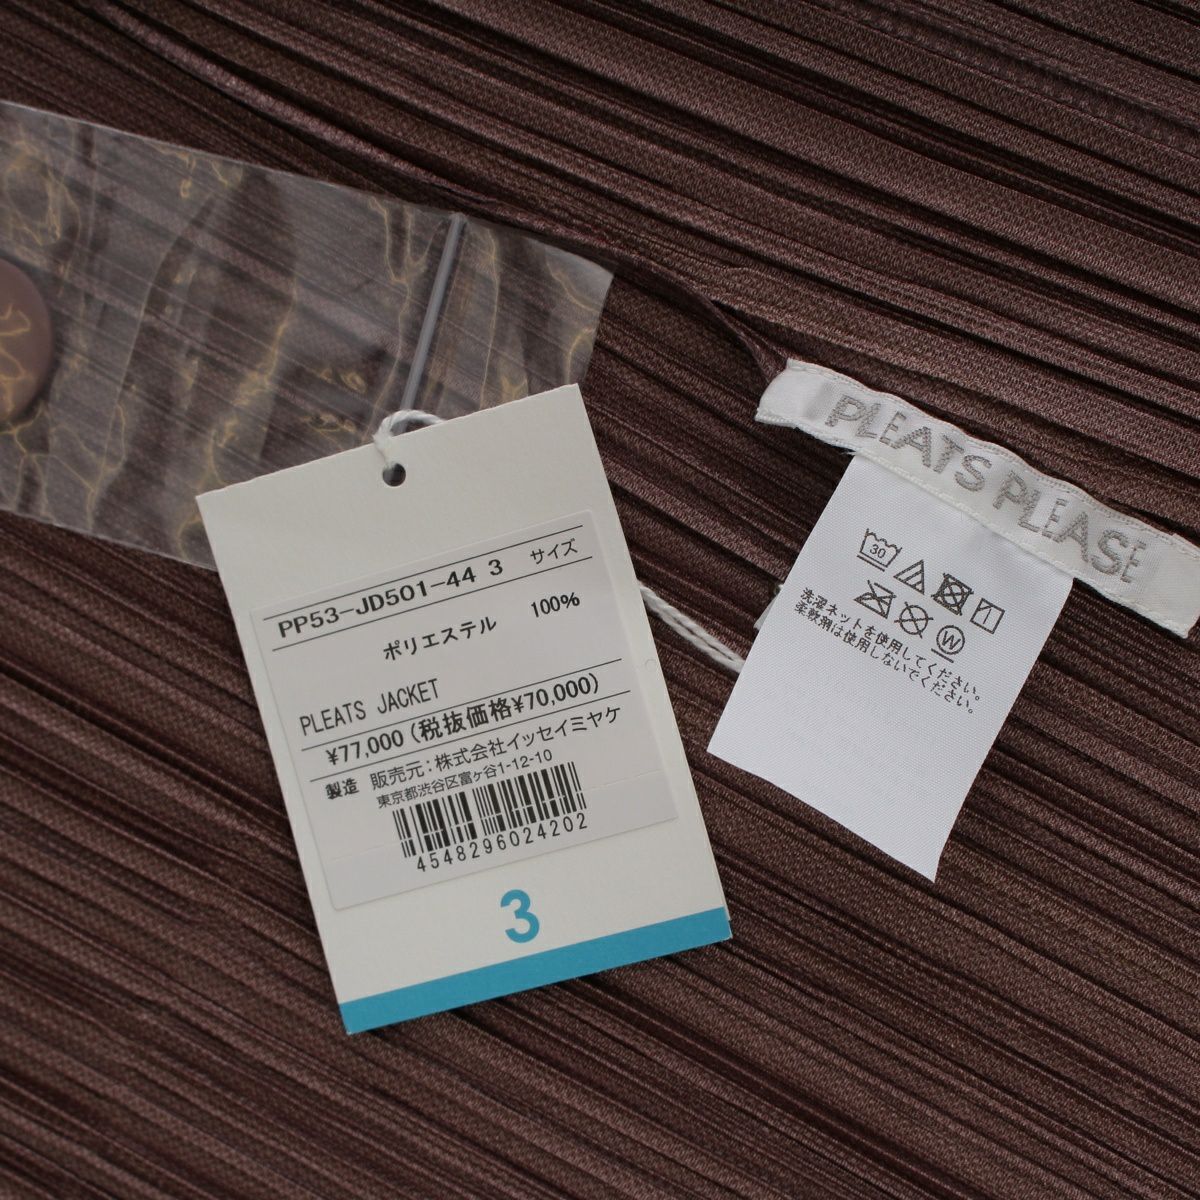 PP53-JD501-44 3 サイズ
ポリエステル 100%
PLEATS JACKET
¥77,000(税抜価格¥70,000)
製造 販売元:株式会社イッセイミヤケ
東京都渋谷区富ヶ谷1-12-10
4548296024202
3
PLEATS PLEASE
30
W
洗濯ネットを使用してください。
柔軟剤は使用しないでください。